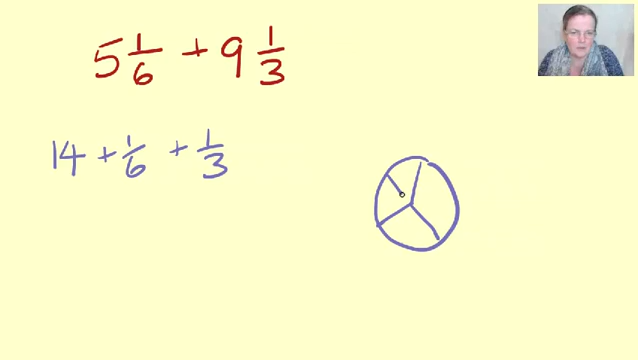 5 1/6 + 9 1/3
14 + 1/6 + 1/3